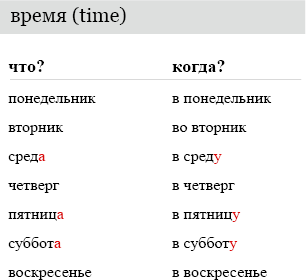 время (time)
что? когда?
понедельник в понедельник
вторник во вторник
среда в среду
четверг в четверг
пятница в пятницу
суббота в субботу
воскресенье в воскресенье